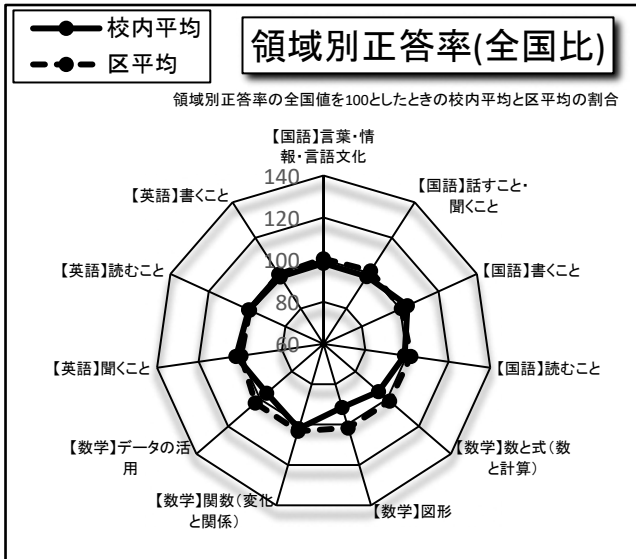 校内平均
区平均
領域別正答率(全国比)
領域別正答率の全国値を100としたときの校内平均と区平均の割合
【国語】言葉・情
報・言語文化
【国語】話すこと・
聞くこと
【国語】書くこと
【国語】読むこと
【数学】数と式(数
と計算)
【数学】図形
【数学】関数(変化
と関係)
【数学】データの活
用
【英語】聞くこと
【英語】読むこと
【英語】書くこと
140
120
100
80
60